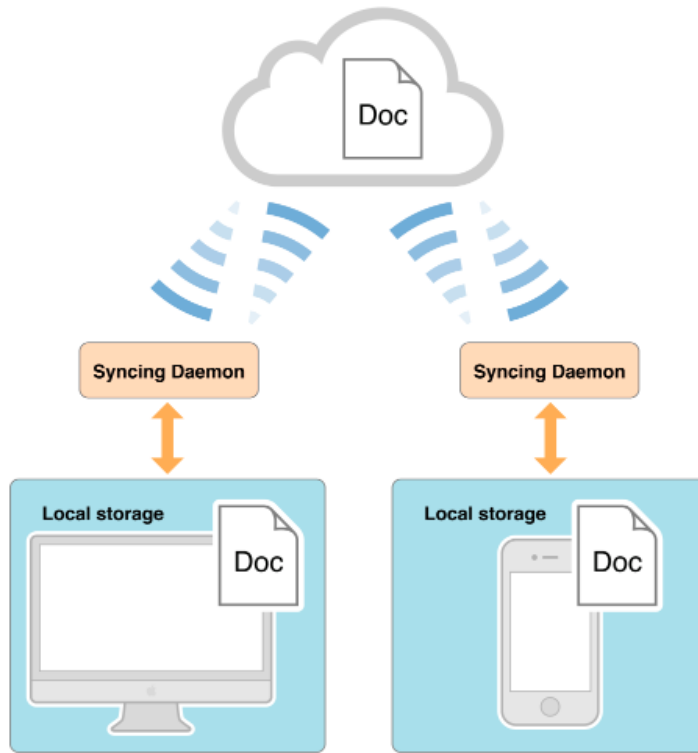 Doc
Syncing Daemon
Syncing Daemon
Local storage
Doc
Local storage
Doc